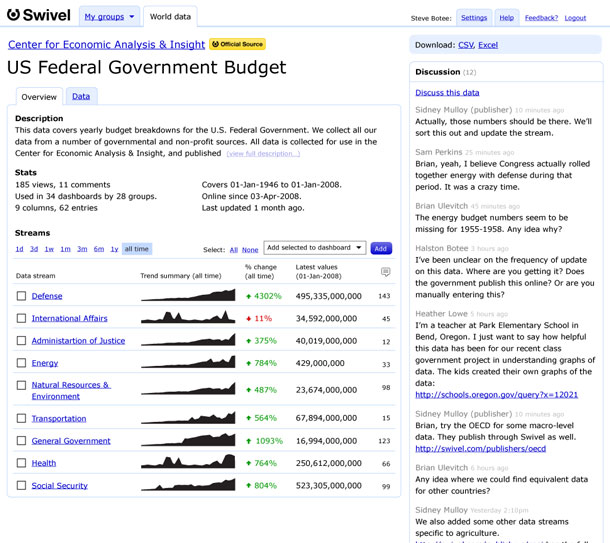 Swivel
My groups
World data
Steve Botee:
Settings
Help
Feedback?
Logout
Center for Economic Analysis & Insight
Official Source
US Federal Government Budget
Overview
Data
Description
This data covers yearly budget breakdowns for the U.S. Federal Government. We collect all our
data from a number of governmental and non-profit sources. All data is collected for use in the
Center for Economic Analysis & Insight, and published (view full description...)
Stats
185 views, 11 comments
Covers 01-Jan-1946 to 01-Jan-2008.
Used in 34 dashboards by 28 groups.
Online since 03-Apr-2008.
9 columns, 62 entries
Last updated 1 month ago.
Streams
1d 3d 1w 1m 3m 6m 1y all time
Select: All None
Add selected to dashboard
Add
Data stream
Trend summary (all time)
% change
(all time)
Latest values
(01-Jan-2008)
Defense 4302% 495,335,000,000 143
International Affairs 11% 34,592,000,000 45
Administartion of Justice 375% 40,019,000,000 12
Energy 784% 429,000,000 33
Natural Resources &
Environment 487% 23,674,000,000 98
Transportation 564% 67,894,000,000 15
General Government 1093% 16,994,000,000 123
Health 764% 250,612,000,000 66
Social Security 804% 523,305,000,000 99
Download: CSV, Excel
Discussion (12)
Discuss this data
Sidney Mulloy (publisher) 10 minutes ago
Actually, those numbers should be there. We'll
sort this out and update the stream.
Sam Perkins 25 minutes ago
Brian, yeah, I believe Congress actually rolled
together energy with defense during that
period. It was a crazy time.
Brian Ulevitch 45 minutes ago
The energy budget numbers seem to be
missing for 1955-1958. Any idea why?
Halston Botee 3 hours ago
I've been unclear on the frequency of update
on this data. Where are you getting it? Does
the government publish this online? Or are you
manually entering this?
Heather Lowe 5 hours ago
I'm a teacher at Park Elementary School in
Bend, Oregon. I just want to say how helpful
this data has been for our recent class
government project in understanding graphs of
data. The kids created their own graphs of the
data:
http://schools.oregon.gov/query?x=12021
Sidney Mulloy (publisher) 10 minutes ago
Brian, try the OECD for some macro-level
data. They publish through Swivel as well.
http://swivel.com/publishers/oecd
Brian Ulevitch 6 hours ago
Any idea where we could find equivalent data
for other countries?
Sidney Mulloy Yesterday 2:10pm
We also added some other data streams
specific to agriculture.